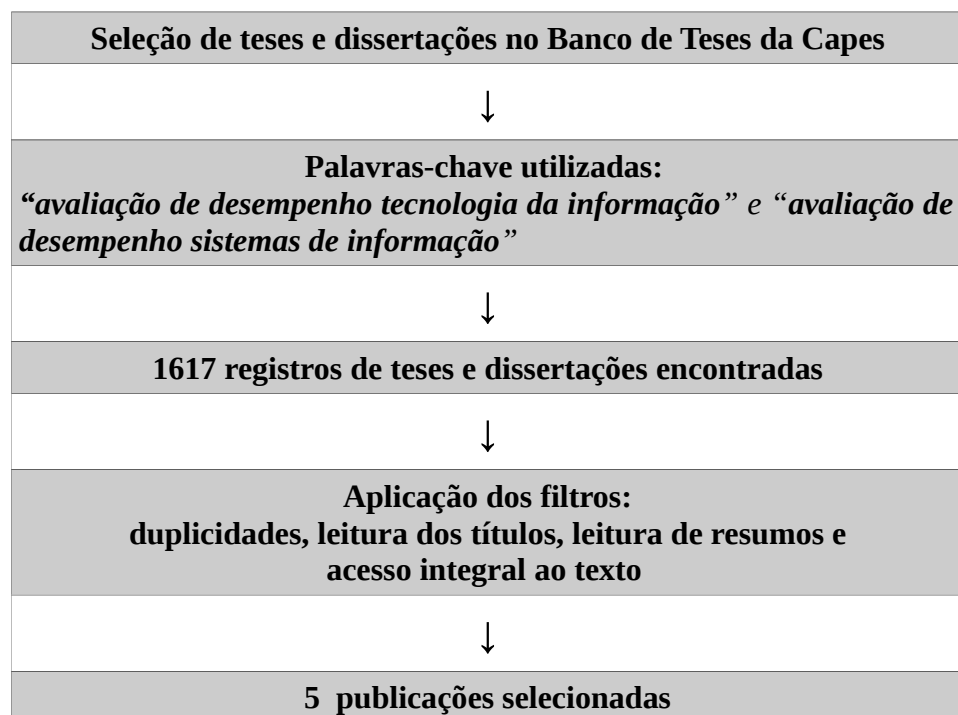 Seleção de teses e dissertações no Banco de Teses da Capes
↓
Palavras-chave utilizadas:
“avaliação de desempenho tecnologia da informação” e “avaliação de
desempenho sistemas de informação”
↓
1617 registros de teses e dissertações encontradas
↓
Aplicação dos filtros:
duplicidades, leitura dos títulos, leitura de resumos e
acesso integral ao texto
↓
5 publicações selecionadas